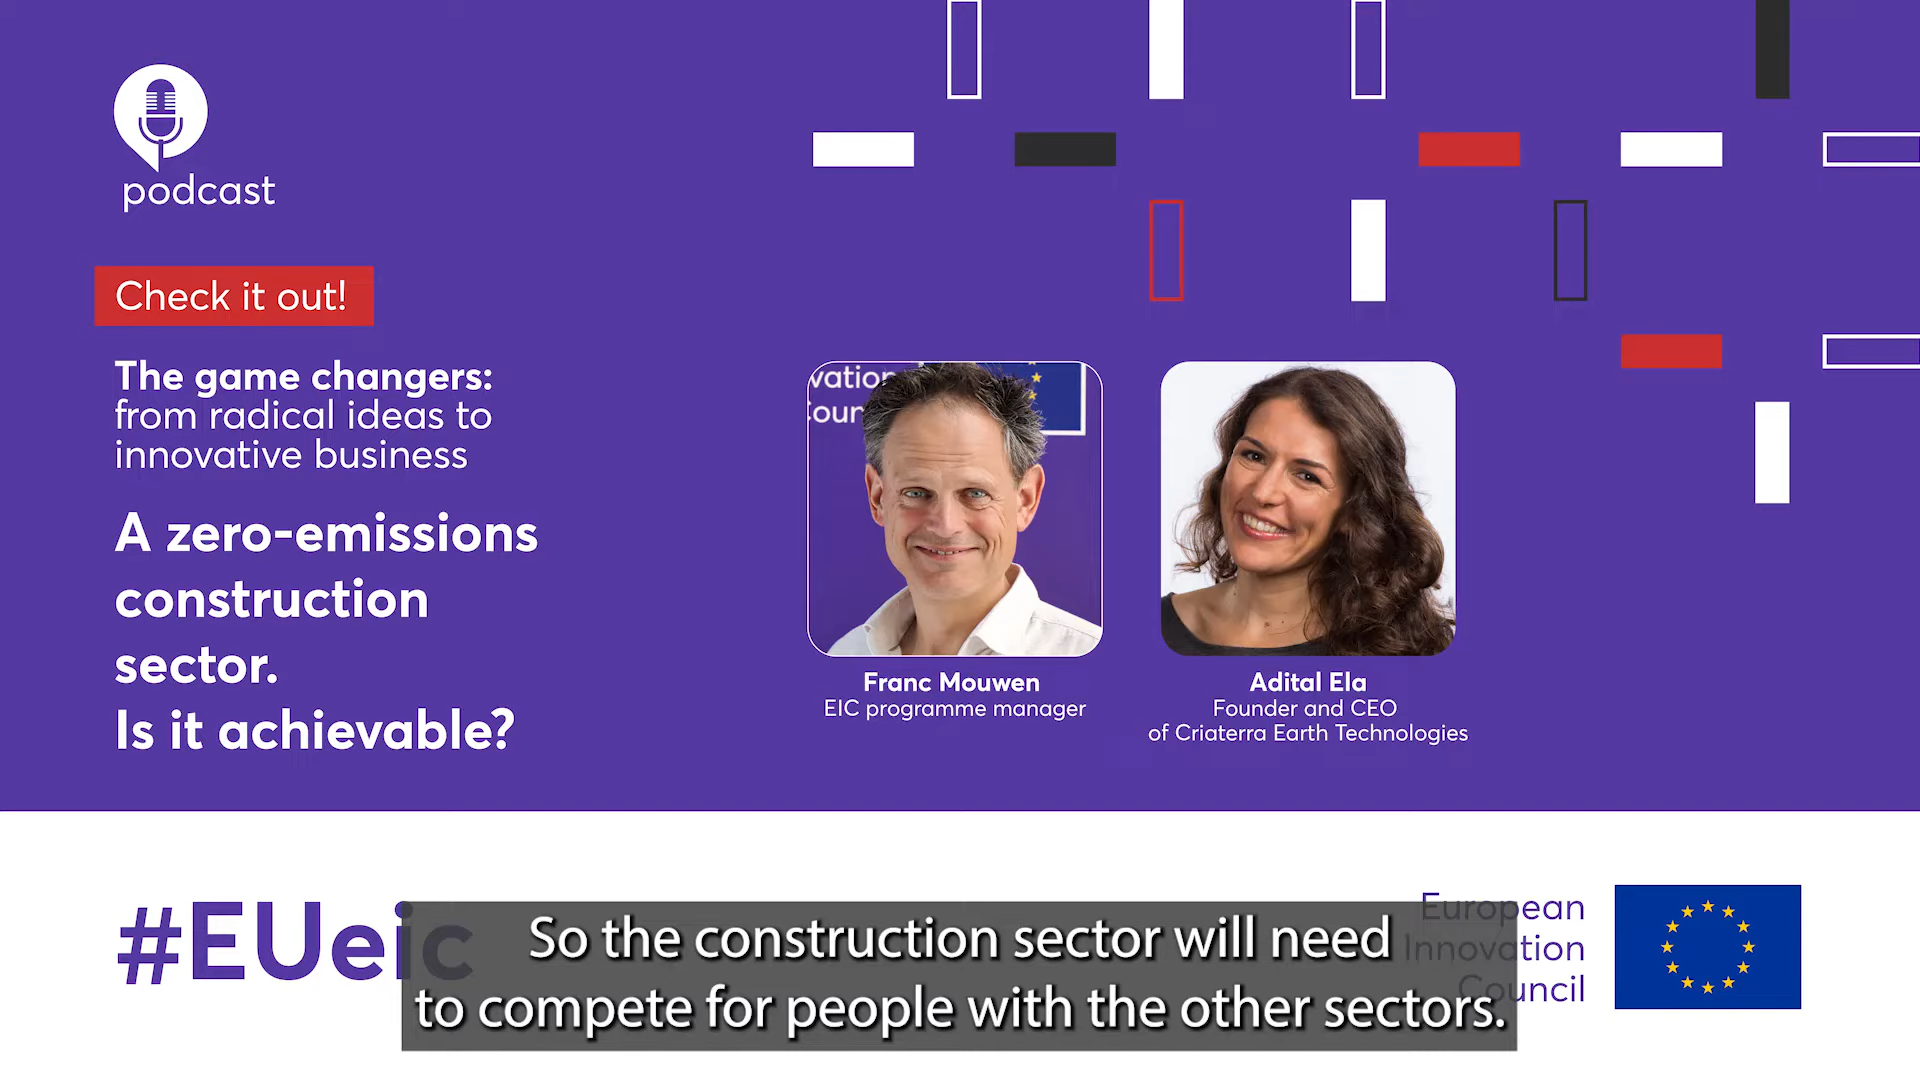 podcast
Check it out!
The game changers:
from radical ideas to
innovative business
A zero-emissions
construction
sector.
Is it achievable?
vation
Coun
Franc Mouwen
EIC programme manager
Adital Ela
Founder and CEO
of Criaterra Earth Technologies
#EUeic
European
Innovation
Council
So the construction sector will need
to compete for people with the other sectors.